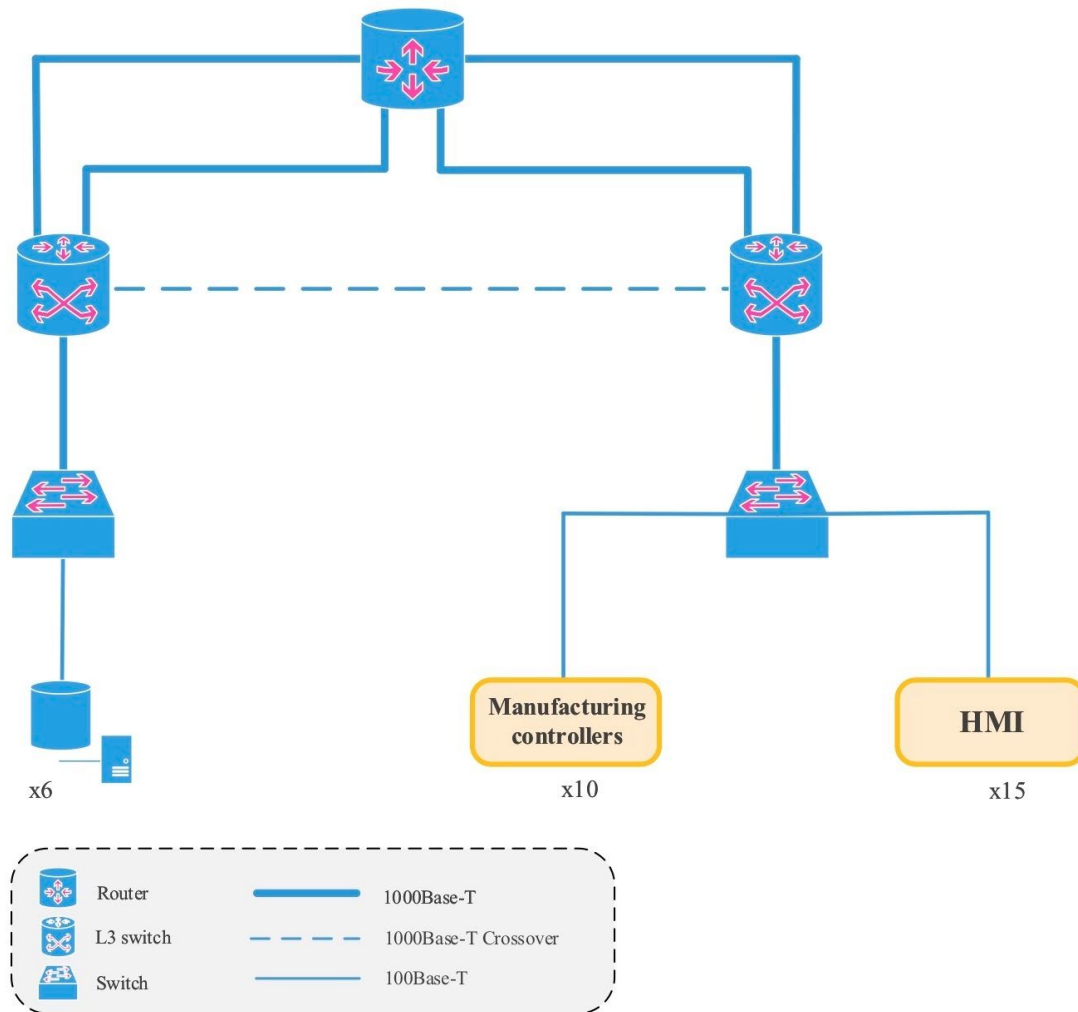 Manufacturing
controllers
HMI
x6
x10
x15
Router
1000Base-T
L3 switch
1000Base-T Crossover
Switch
100Base-T